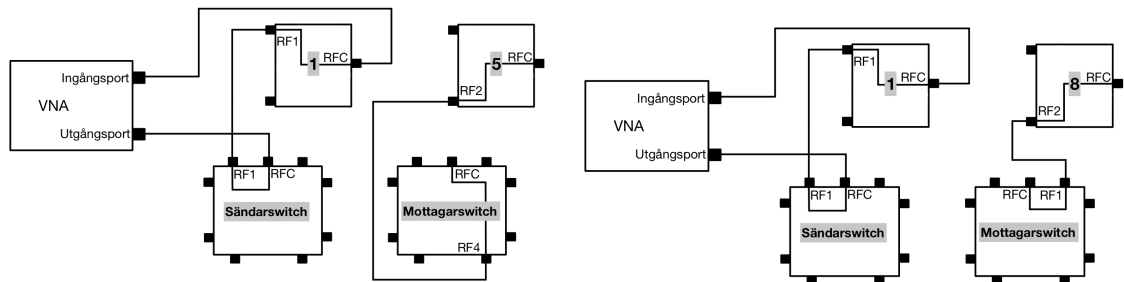 RF1
1
RFC
5
RFC
RF2
Ingångsport
VNA
Utgångsport
RF1
RFC
RFC
Sändarswitch
Mottagarswitch
RF4
RF1
1
RFC
8
RFC
RF2
Ingångsport
VNA
Utgångsport
RF1
RFC
RFC
RF1
Sändarswitch
Mottagarswitch